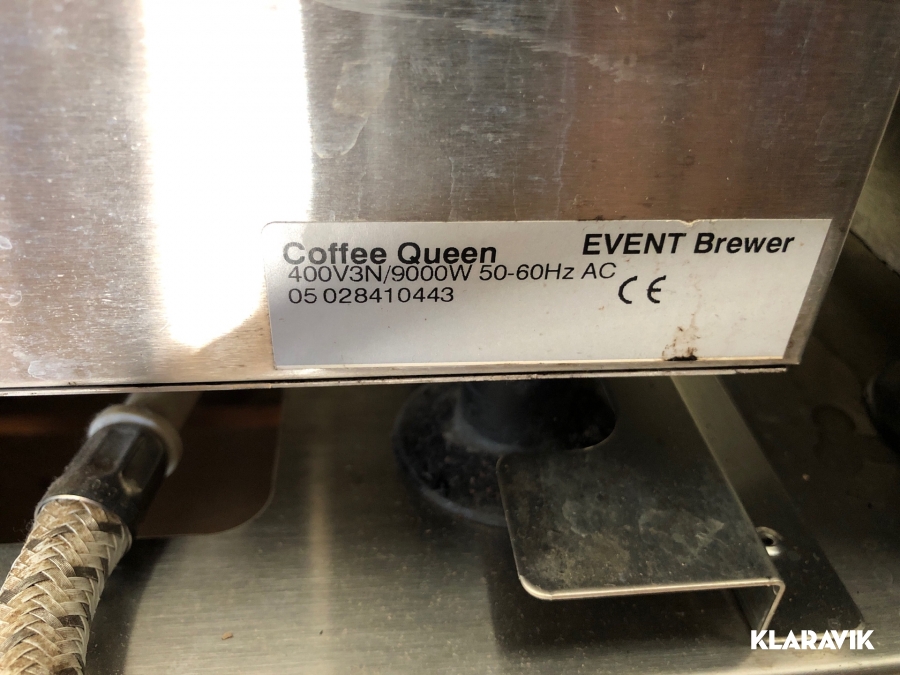 Coffee Queen EVENT Brewer
400V3N/9000W 50-60Hz AC
05 028410443 CE
KLARAVIK